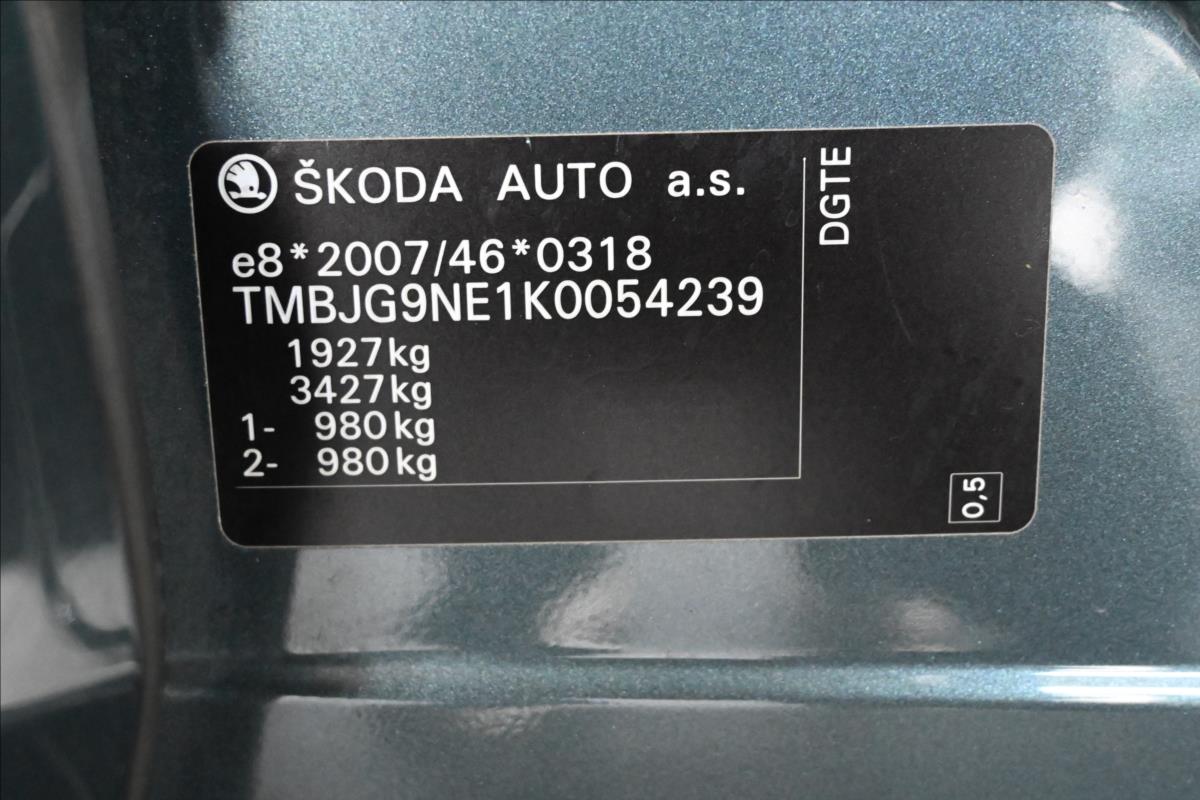 ŠKODA AUTO a.s.
e8*2007/46*0318
TMBJG9NE1K0054239
1927kg
3427kg
1- 980kg
2- 980kg
DGTE
0,5